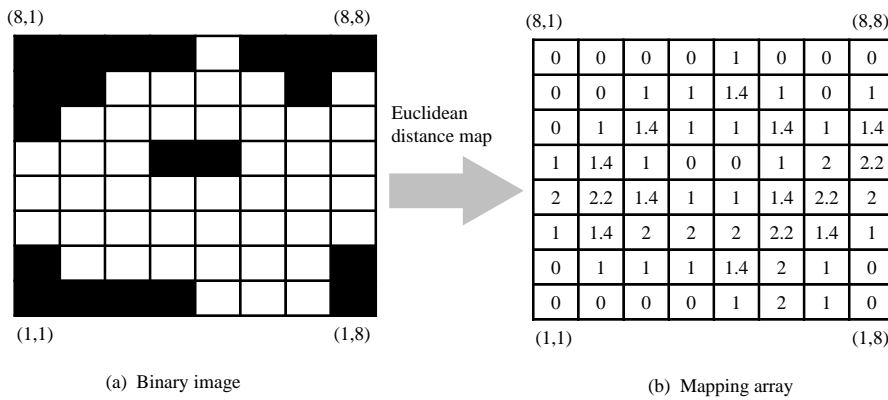 (8,1) (8,8) (8,1) (8,8)
0 0 0 0 1 0 0 0
0 0 1 1 1.4 1 0 1
Euclidean
distance map
0 1 1.4 1 1 1.4 1 1.4
1 1.4 1 0 0 1 2 2.2
2 2.2 1.4 1 1 1.4 2.2 2
1 1.4 2 2 2 2.2 1.4 1
0 1 1 1 1.4 2 1 0
0 0 0 0 1 2 1 0
(1,1) (1,8) (1,1) (1,8)
(a) Binary image (b) Mapping array